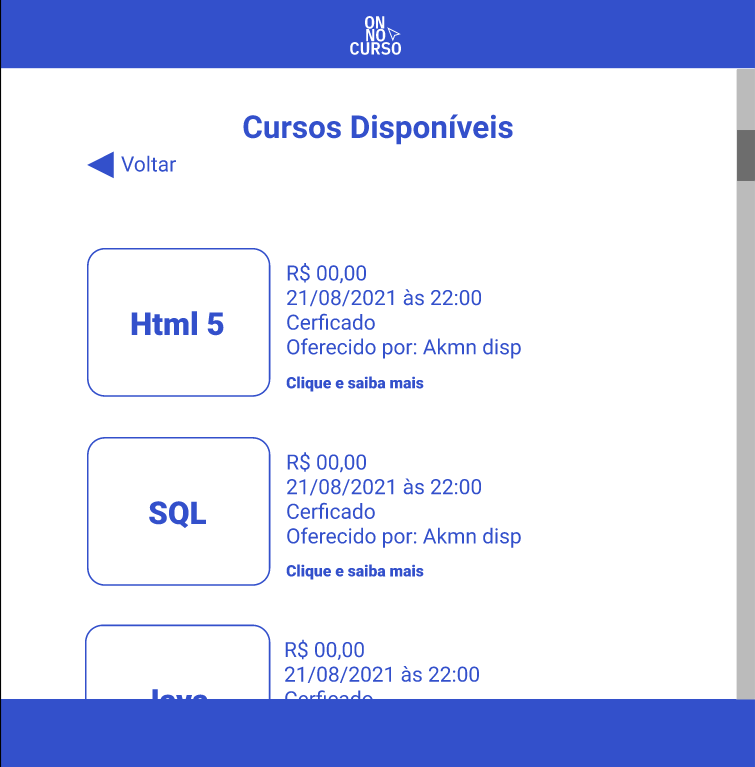 ON
NO
CURSO
Cursos Disponíveis
Voltar
Html 5
R$ 00,00
21/08/2021 às 22:00
Cerficado
Oferecido por: Akmn disp
Clique e saiba mais
SQL
R$ 00,00
21/08/2021 às 22:00
Cerficado
Oferecido por: Akmn disp
Clique e saiba mais
R$ 00,00
21/08/2021 às 22:00
Cerficado